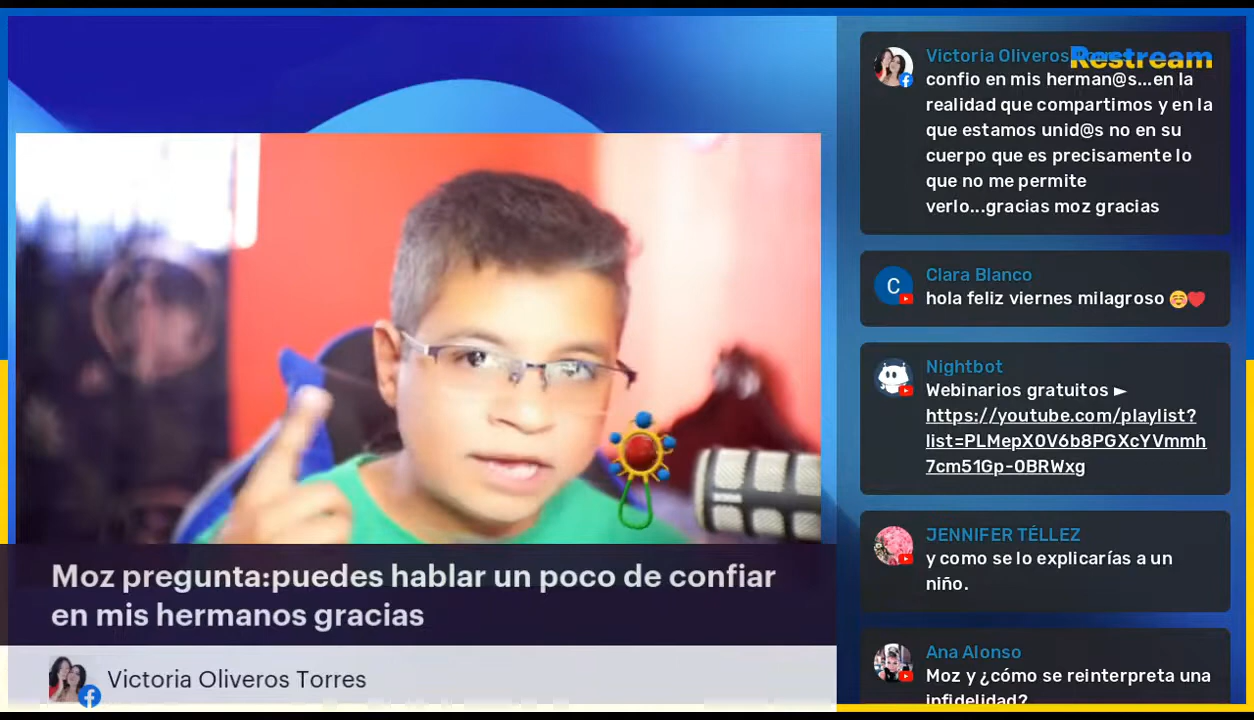 Moz pregunta:puedes hablar un poco de confiar
en mis hermanos gracias
Victoria Oliveros Torres
Restream
Victoria Oliveros
confio en mis herman@s...en la
realidad que compartimos y en la
que estamos unid@s no en su
cuerpo que es precisamente lo
que no me permite
verlo...gracias moz gracias
C
Clara Blanco
hola feliz viernes milagroso ☺️❤️
Nightbot
Webinarios gratuitos ►
https://youtube.com/playlist?
list=PLMepX0V6b8PGXcYVmmh
7cm51Gp-0BRWxg
JENNIFER TÉLLEZ
y como se lo explicarías a un
niño.
Ana Alonso
Moz y ¿cómo se reinterpreta una
infidelidad?